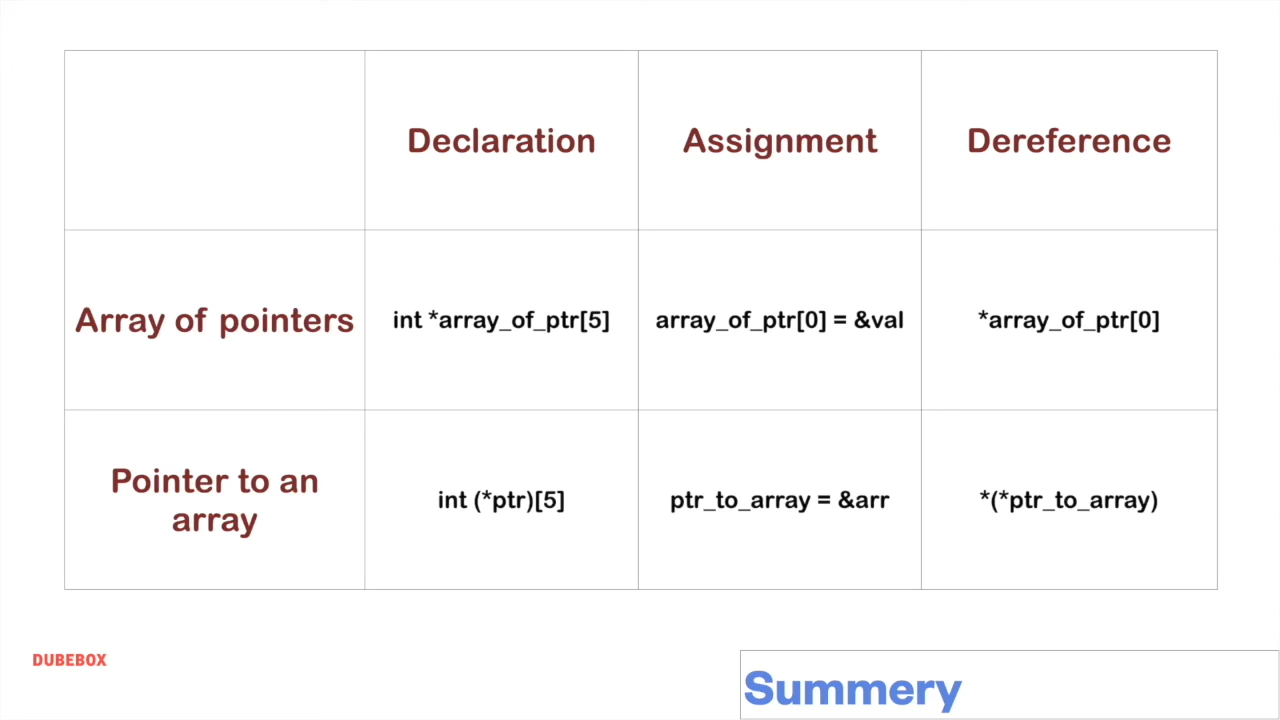 Declaration
Assignment
Dereference
Array of pointers
int *array_of_ptr[5]
array_of_ptr[0] = &val
*array_of_ptr[0]
Pointer to an
array
int (*ptr)[5]
ptr_to_array = &arr
*(*ptr_to_array)
DUBEBOX
Summery